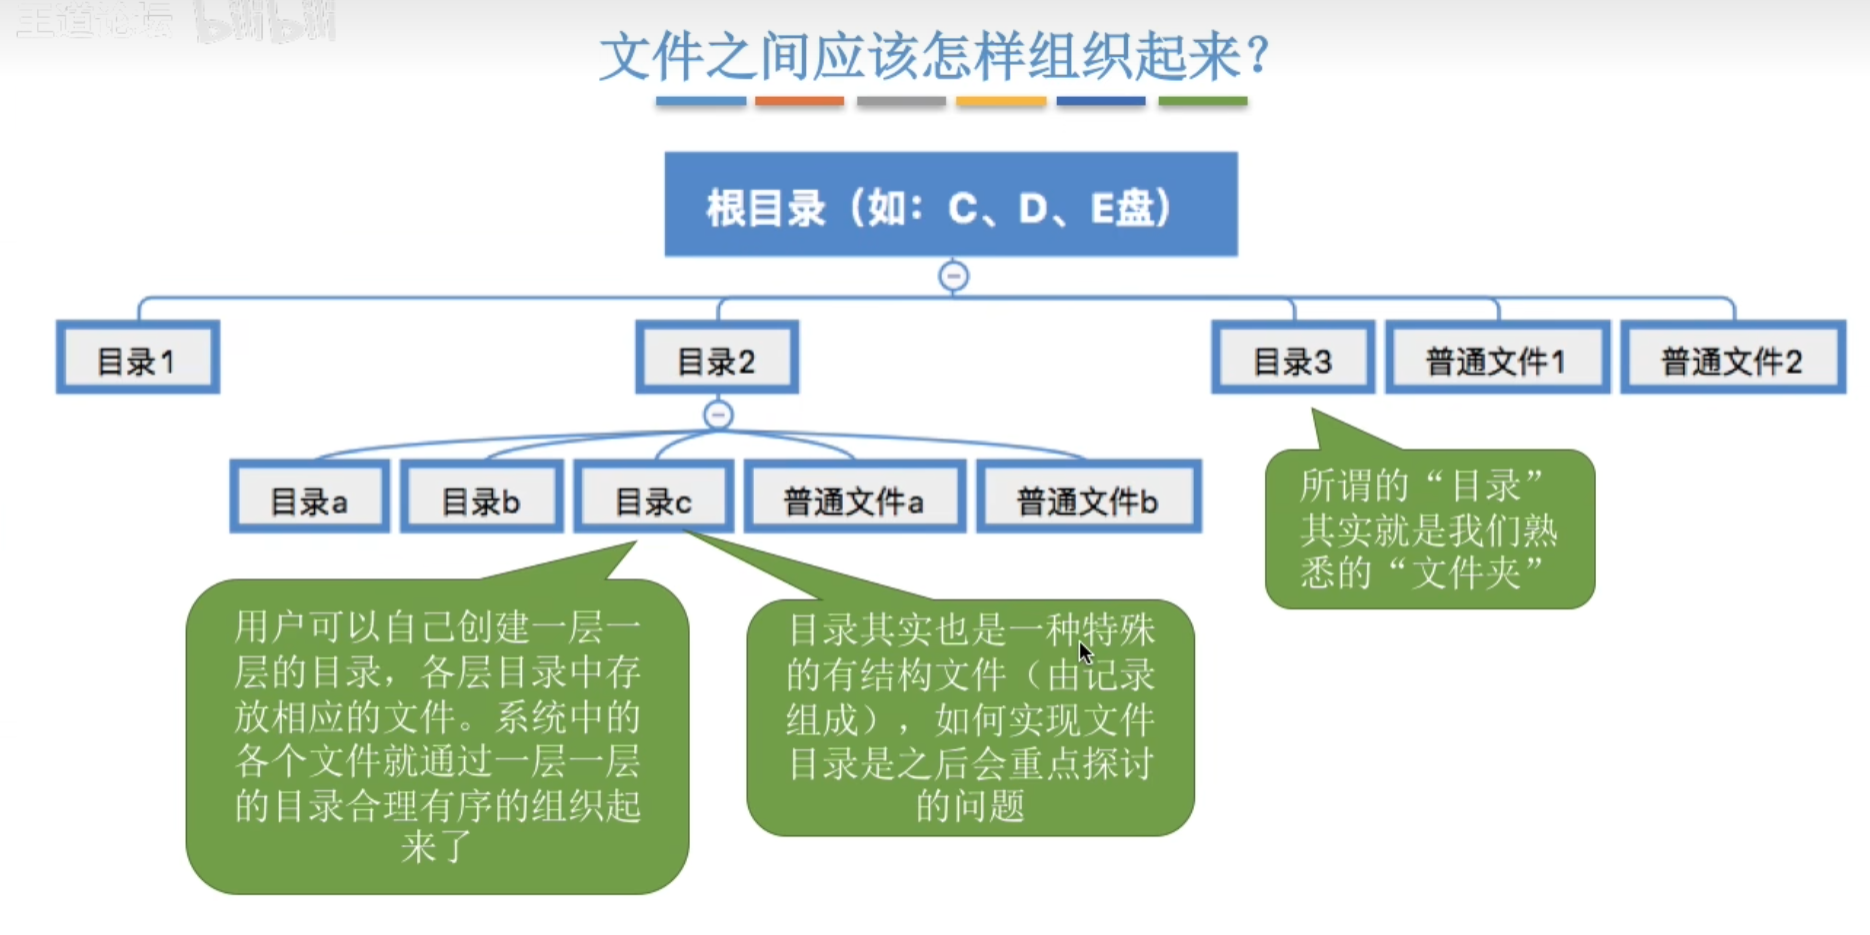 王道论坛 bilibili
文件之间应该怎样组织起来？
根目录（如：C、D、E盘）
目录1
目录2
目录3
普通文件1
普通文件2
目录a
目录b
目录c
普通文件a
普通文件b
所谓的“目录”
其实就是我们熟
悉的“文件夹”
用户可以自己创建一层一
层的目录，各层目录中存
放相应的文件。系统中的
各个文件就通过一层一层
的目录合理有序的组织起
来了
目录其实也是一种特殊
的有结构文件（由记录
组成），如何实现文件
目录是之后会重点探讨
的问题